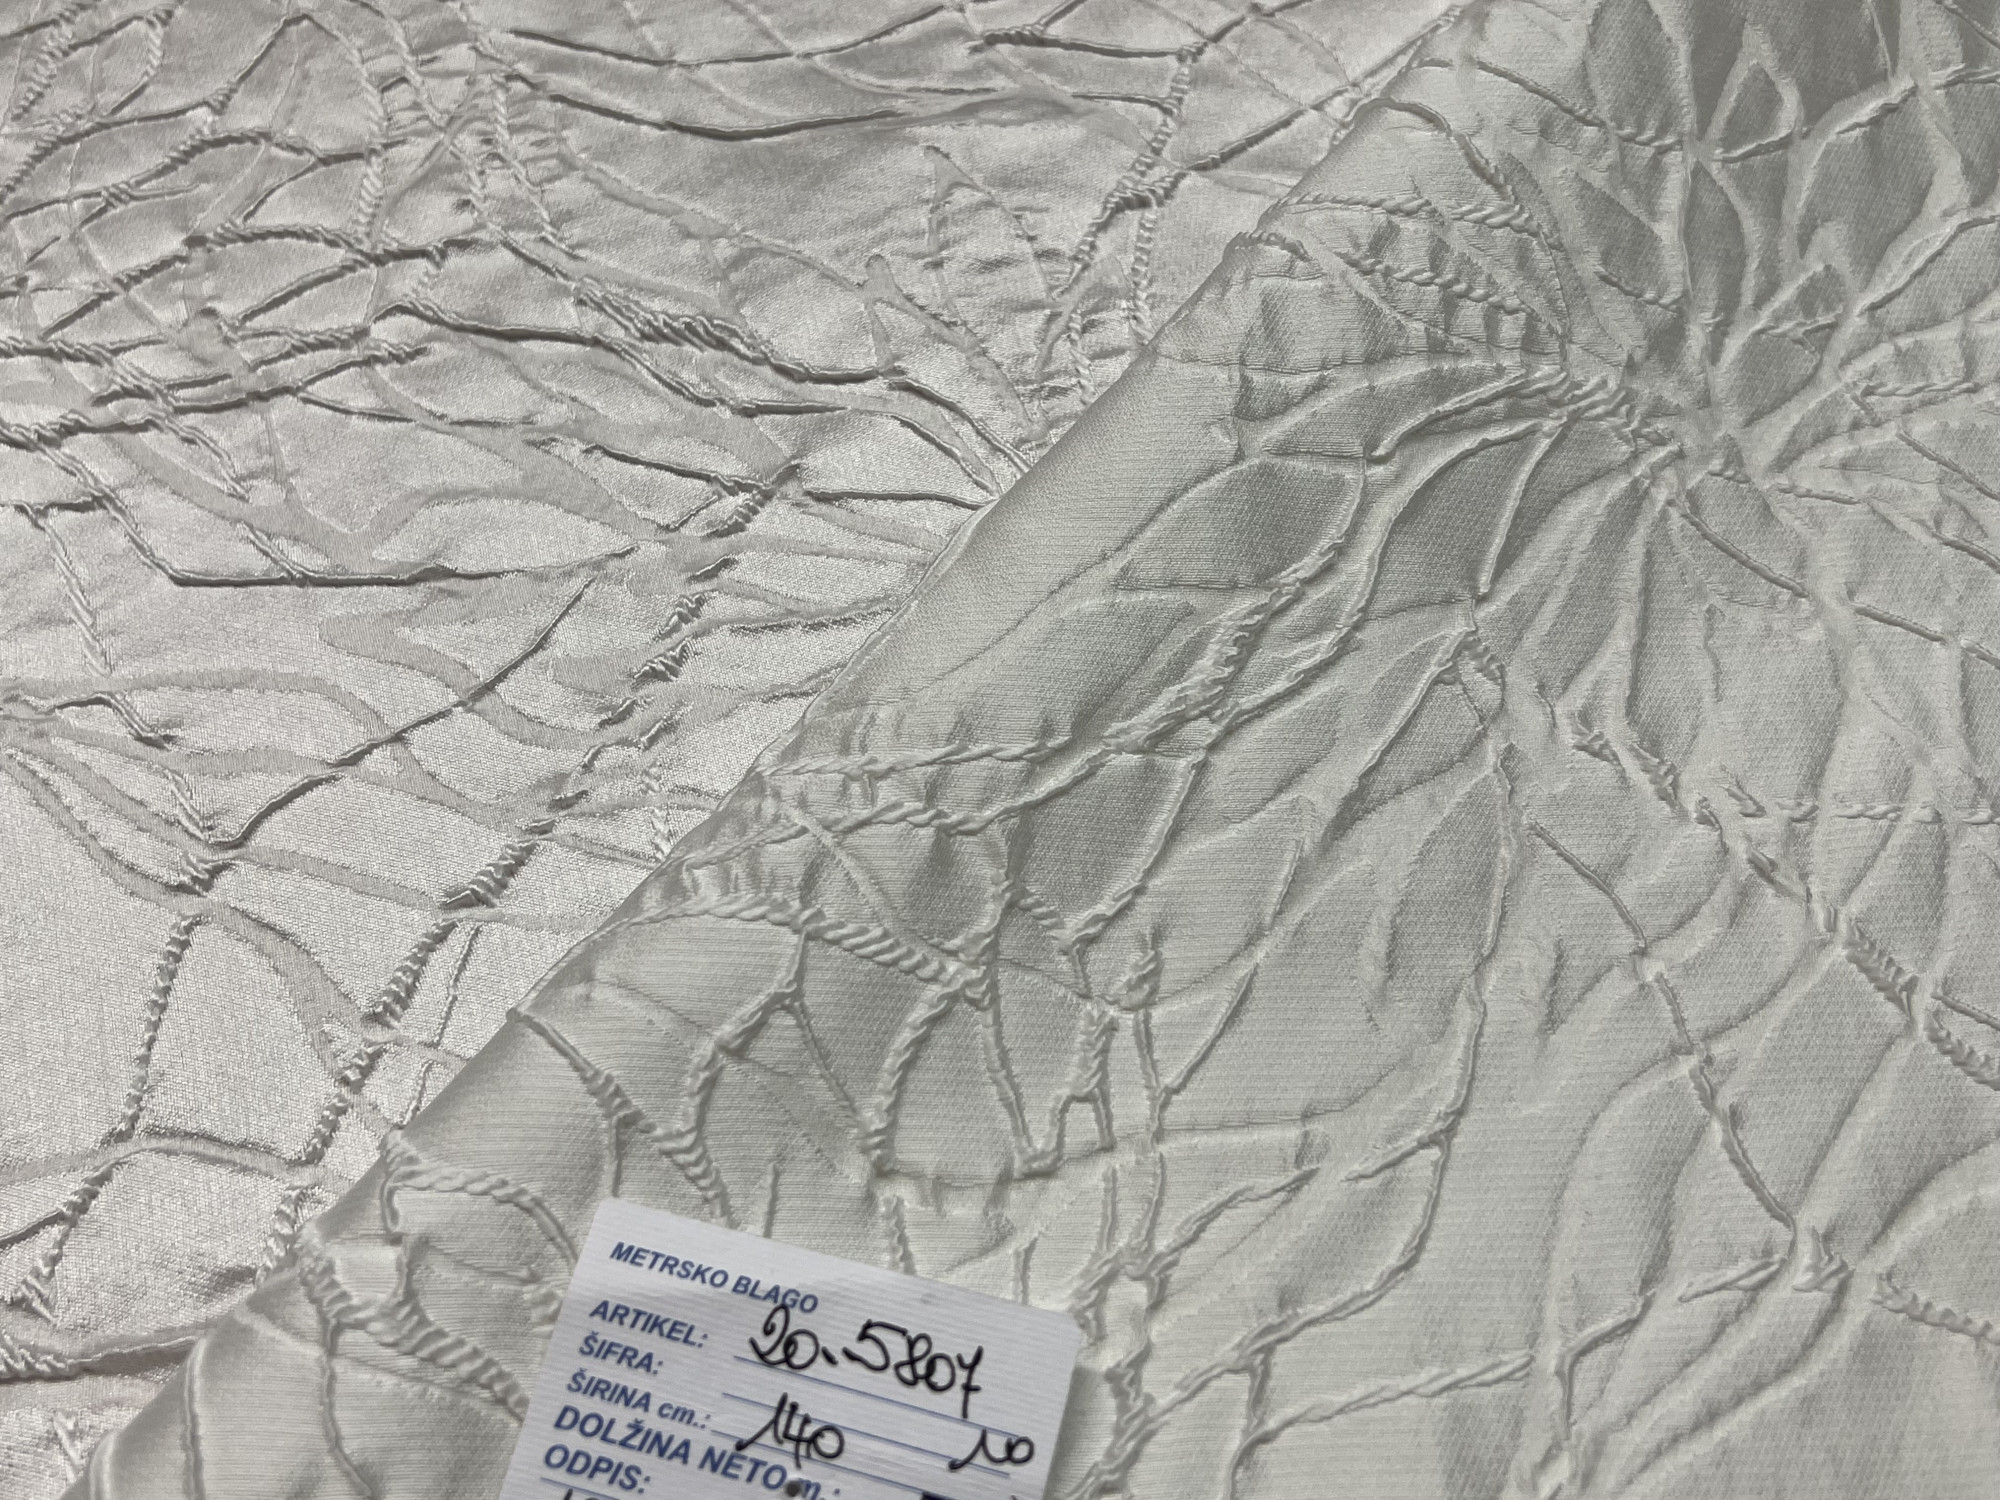 METRSKO BLAGO
ARTIKEL: 20.5807
ŠIFRA:
ŠIRINA cm.: 140 10
DOLŽINA NETO m.:
ODPIS: